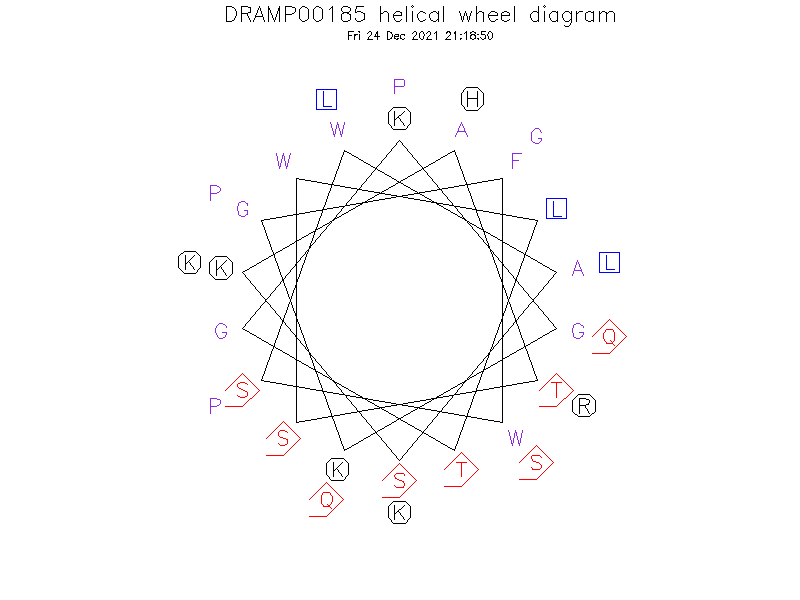 DRAMP00185 helical wheel diagram
Fri 24 Dec 2021 21:18:50
P
L H
K
W A G
W F
P
G L
K K A L
G G Q
S T
P R
S W
K S T S
Q
K